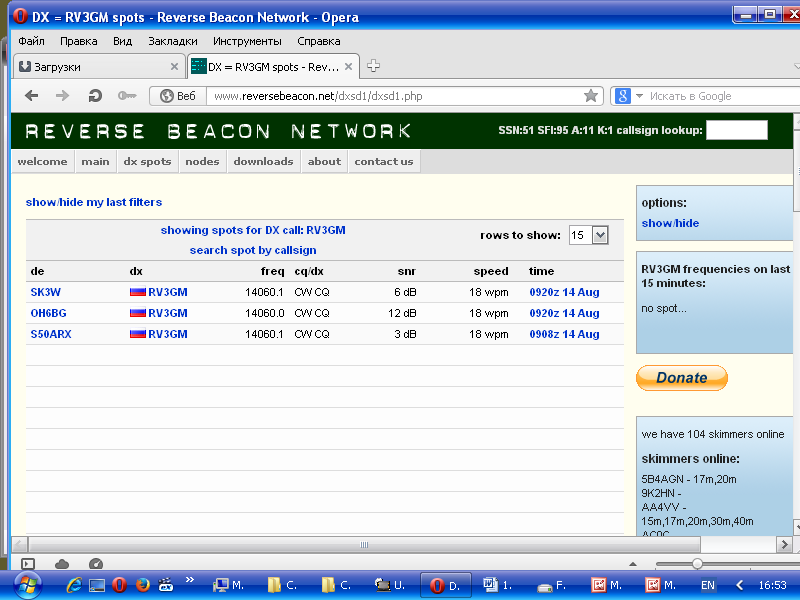 DX = RV3GM spots - Reverse Beacon Network - Opera
Файл Правка Вид Закладки Инструменты Справка
Загрузки DX = RV3GM spots - Rev...
Веб www.reversebeacon.net/dxsd1/dxsd1.php 8 Искать в Google
REVERSE BEACON NETWORK SSN:51 SFI:95 A:11 K:1 callsign lookup:
welcome main dx spots nodes downloads about contact us
show/hide my last filters
showing spots for DX call: RV3GM
search spot by callsign
rows to show: 15
de dx freq cq/dx snr speed time
SK3W RV3GM 14060.1 CW CQ 6 dB 18 wpm 0920z 14 Aug
OH6BG RV3GM 14060.0 CW CQ 12 dB 18 wpm 0920z 14 Aug
S50ARX RV3GM 14060.1 CW CQ 3 dB 18 wpm 0908z 14 Aug
options:
show/hide
RV3GM frequencies on last
15 minutes:
no spot...
Donate
we have 104 skimmers online
skimmers online:
5B4AGN - 17m,20m
9K2HN -
AA4VV -
15m,17m,20m,30m,40m
AC0C
M. C. C. U. D. 1. F. M. M. EN 16:53